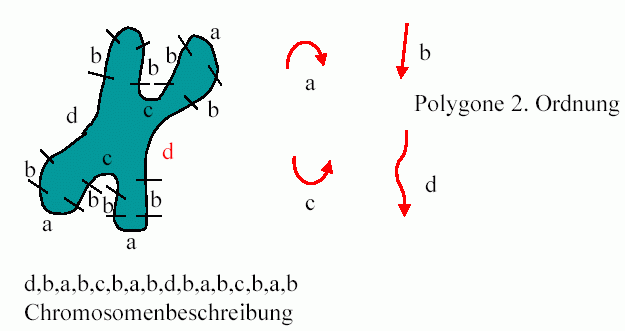 a
b
b
b
b
c
d
d
c
b
b
b
b
a
a
a
b
Polygone 2. Ordnung
c
d
d,b,a,b,c,b,a,b,d,b,a,b,c,b,a,b
Chromosomenbeschreibung